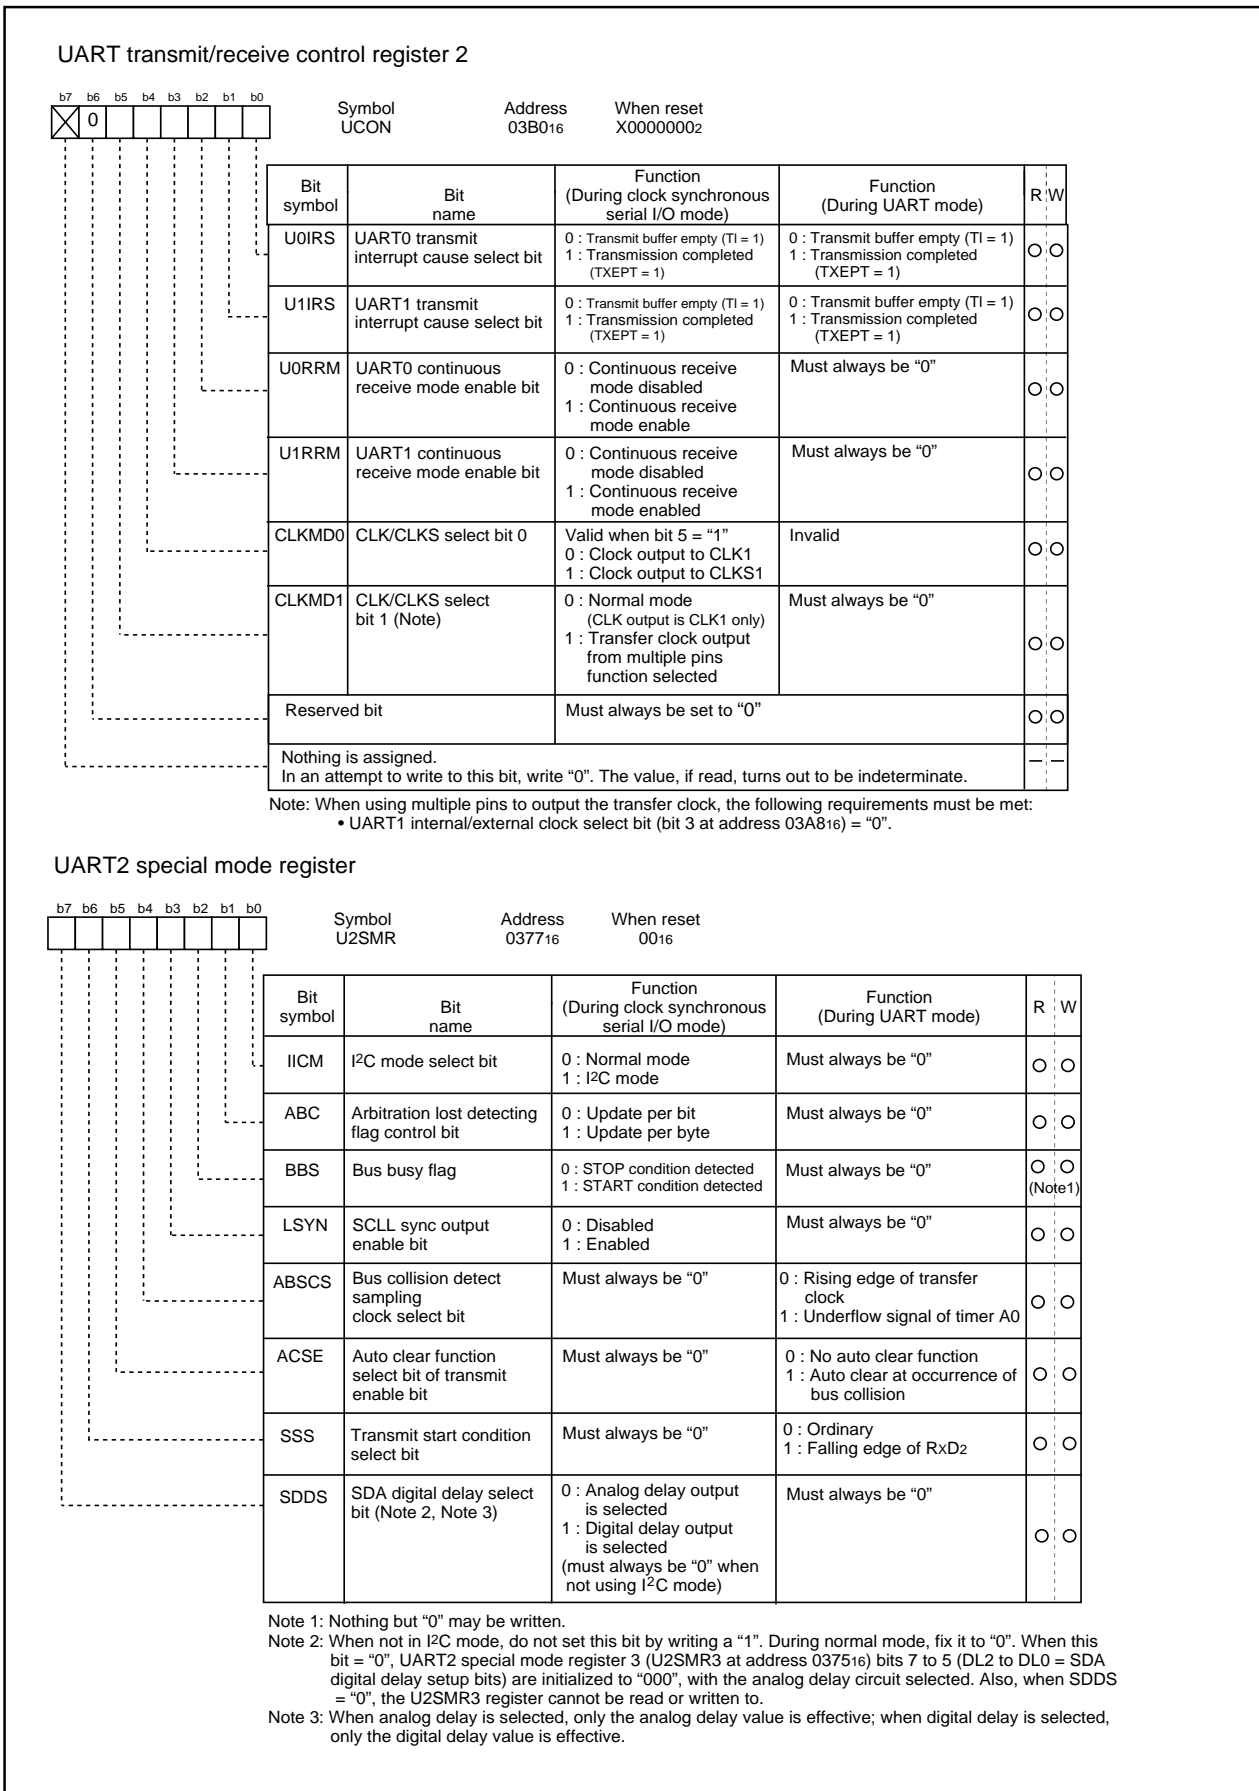 UART transmit/receive control register 2
b7 b6 b5 b4 b3 b2 b1 b0
0
Symbol Address When reset
UCON 03B016 X00000002
Bit symbol Bit name Function (During clock synchronous serial I/O mode) Function (During UART mode) R W
U0IRS UART0 transmit interrupt cause select bit 0 : Transmit buffer empty (TI = 1) 1 : Transmission completed (TXEPT = 1) 0 : Transmit buffer empty (TI = 1) 1 : Transmission completed (TXEPT = 1)
U1IRS UART1 transmit interrupt cause select bit 0 : Transmit buffer empty (TI = 1) 1 : Transmission completed (TXEPT = 1) 0 : Transmit buffer empty (TI = 1) 1 : Transmission completed (TXEPT = 1)
U0RRM UART0 continuous receive mode enable bit 0 : Continuous receive mode disabled 1 : Continuous receive mode enable Must always be “0”
U1RRM UART1 continuous receive mode enable bit 0 : Continuous receive mode disabled 1 : Continuous receive mode enabled Must always be “0”
CLKMD0 CLK/CLKS select bit 0 Valid when bit 5 = “1” 0 : Clock output to CLK1 1 : Clock output to CLKS1 Invalid
CLKMD1 CLK/CLKS select bit 1 (Note) 0 : Normal mode (CLK output is CLK1 only) 1 : Transfer clock output from multiple pins function selected Must always be “0”
Reserved bit Must always be set to “0”
Nothing is assigned.
In an attempt to write to this bit, write “0”. The value, if read, turns out to be indeterminate. – –
Note: When using multiple pins to output the transfer clock, the following requirements must be met:
• UART1 internal/external clock select bit (bit 3 at address 03A816) = “0”.
UART2 special mode register
b7 b6 b5 b4 b3 b2 b1 b0
Symbol Address When reset
U2SMR 037716 0016
Bit symbol Bit name Function (During clock synchronous serial I/O mode) Function (During UART mode) R W
IICM I2C mode select bit 0 : Normal mode 1 : I2C mode Must always be “0”
ABC Arbitration lost detecting flag control bit 0 : Update per bit 1 : Update per byte Must always be “0”
BBS Bus busy flag 0 : STOP condition detected 1 : START condition detected Must always be “0” (Note1)
LSYN SCLL sync output enable bit 0 : Disabled 1 : Enabled Must always be “0”
ABSCS Bus collision detect sampling clock select bit Must always be “0” 0 : Rising edge of transfer clock 1 : Underflow signal of timer A0
ACSE Auto clear function select bit of transmit enable bit Must always be “0” 0 : No auto clear function 1 : Auto clear at occurrence of bus collision
SSS Transmit start condition select bit Must always be “0” 0 : Ordinary 1 : Falling edge of RxD2
SDDS SDA digital delay select bit (Note 2, Note 3) 0 : Analog delay output is selected 1 : Digital delay output is selected (must always be “0” when not using I2C mode) Must always be “0”
Note 1: Nothing but “0” may be written.
Note 2: When not in I2C mode, do not set this bit by writing a “1”. During normal mode, fix it to “0”. When this
bit = “0”, UART2 special mode register 3 (U2SMR3 at address 037516) bits 7 to 5 (DL2 to DL0 = SDA
digital delay setup bits) are initialized to “000”, with the analog delay circuit selected. Also, when SDDS
= “0”, the U2SMR3 register cannot be read or written to.
Note 3: When analog delay is selected, only the analog delay value is effective; when digital delay is selected,
only the digital delay value is effective.